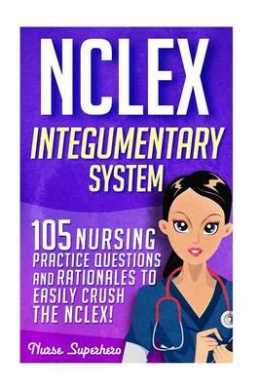 NCLEX
INTEGUMENTARY
SYSTEM
105 NURSING
PRACTICE QUESTIONS
AND RATIONALES TO
EASILY CRUSH
THE NCLEX!
Nurse Superhero